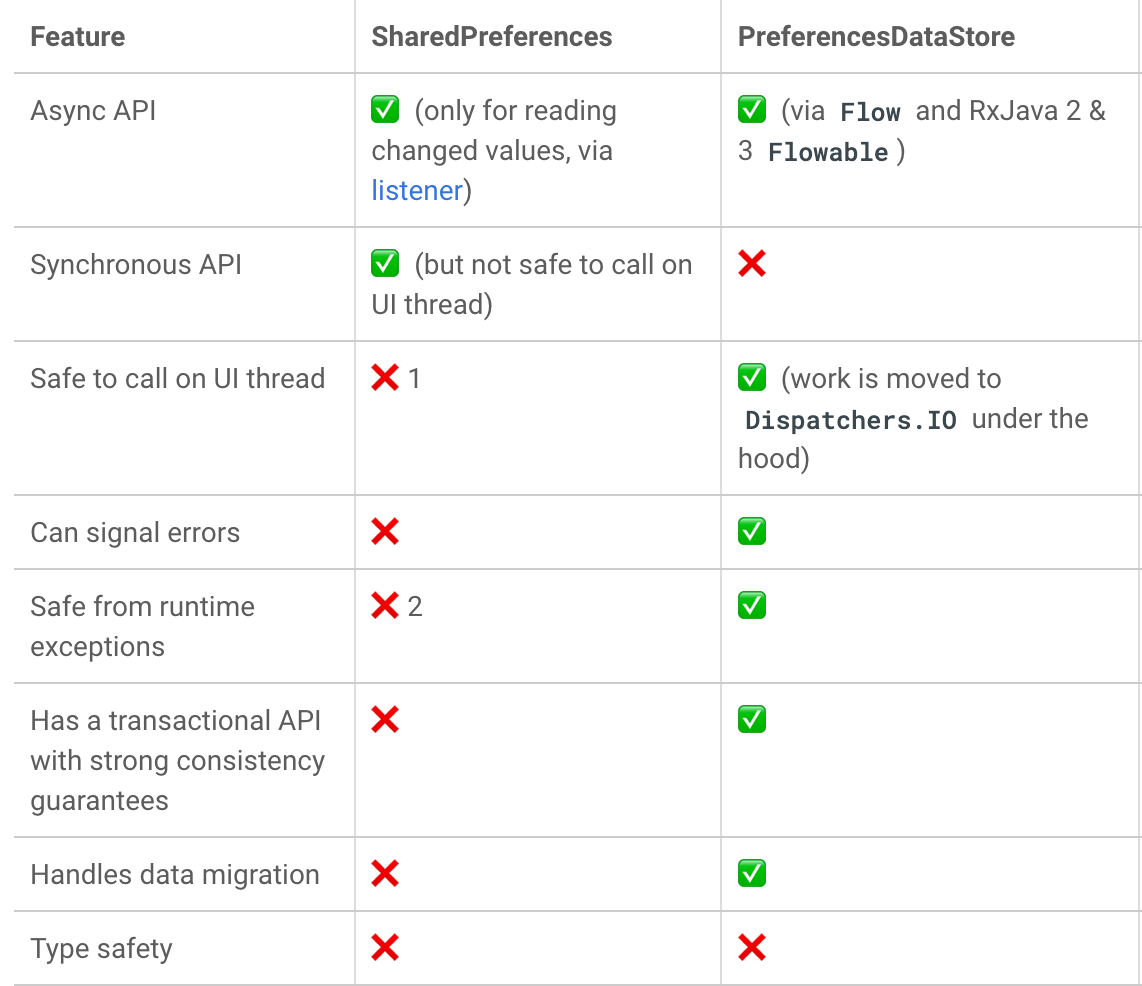 Feature SharedPreferences PreferencesDataStore
Async API ✅ (only for reading ✅ (via Flow and RxJava 2 &
changed values, via 3 Flowable )
listener)
Synchronous API ✅ (but not safe to call on ❌
UI thread)
Safe to call on UI thread ❌ 1 ✅ (work is moved to
Dispatchers.IO under the
hood)
Can signal errors ❌ ✅
Safe from runtime ❌ 2 ✅
exceptions
Has a transactional API ❌ ✅
with strong consistency
guarantees
Handles data migration ❌ ✅
Type safety ❌ ❌